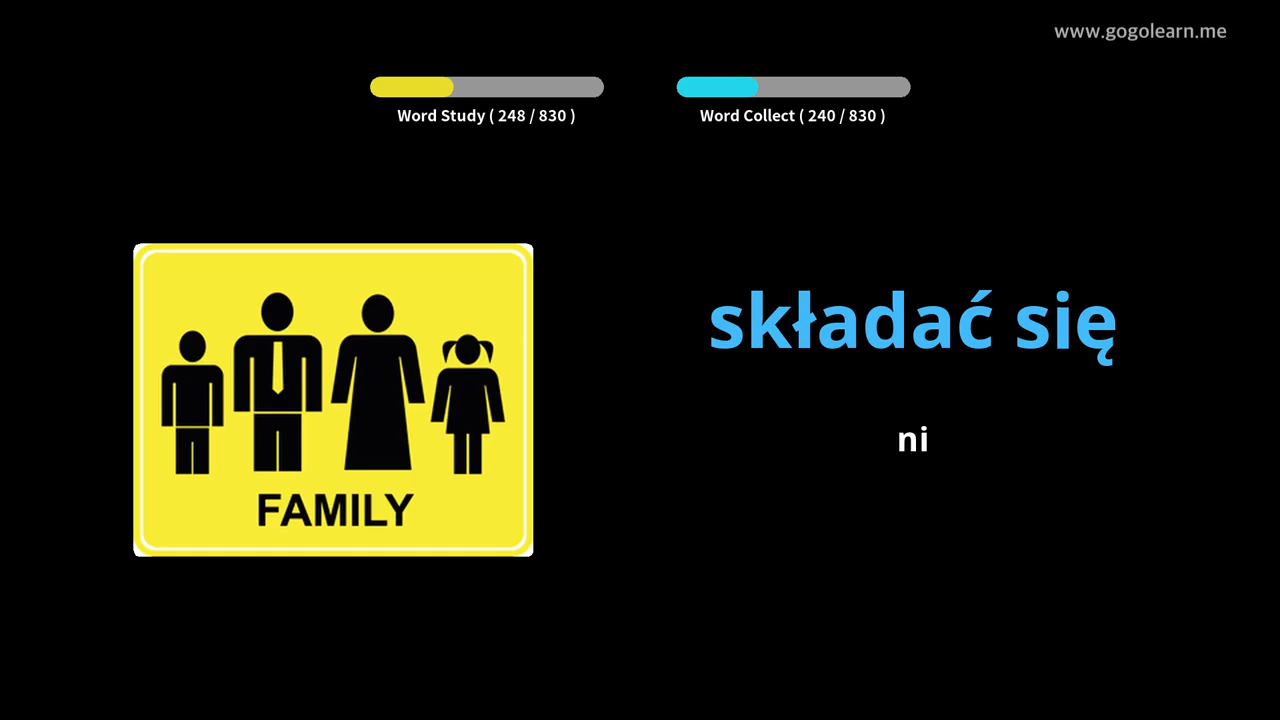 www.gogolearn.me
Word Study ( 248 / 830 )
Word Collect ( 240 / 830 )
składać się
ni
FAMILY